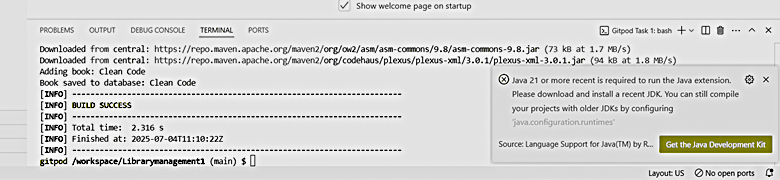 Show welcome page on startup
PROBLEMS OUTPUT DEBUG CONSOLE TERMINAL PORTS
Gitpod Task 1: bash
Downloaded from central: https://repo.maven.apache.org/maven2/org/ow2/asm/asm-commons/9.8/asm-commons-9.8.jar (73 kB at 1.7 MB/s)
Downloaded from central: https://repo.maven.apache.org/maven2/org/codehaus/plexus/plexus-xml/3.0.1/plexus-xml-3.0.1.jar (94 kB at 1.8 MB/s)
Adding book: Clean Code
Book saved to database: Clean Code
[INFO] ------------------------------------------------------------------------
[INFO] BUILD SUCCESS
[INFO] ------------------------------------------------------------------------
[INFO] Total time:  2.316 s
[INFO] Finished at: 2025-07-04T11:10:22Z
[INFO] ------------------------------------------------------------------------
gitpod /workspace/Librarymanagement1 (main) $
Java 21 or more recent is required to run the Java extension.
Please download and install a recent JDK. You can still compile
your projects with older JDKs by configuring
'java.configuration.runtimes'
Source: Language Support for Java(TM) by R...
Get the Java Development Kit
Layout: US
No open ports